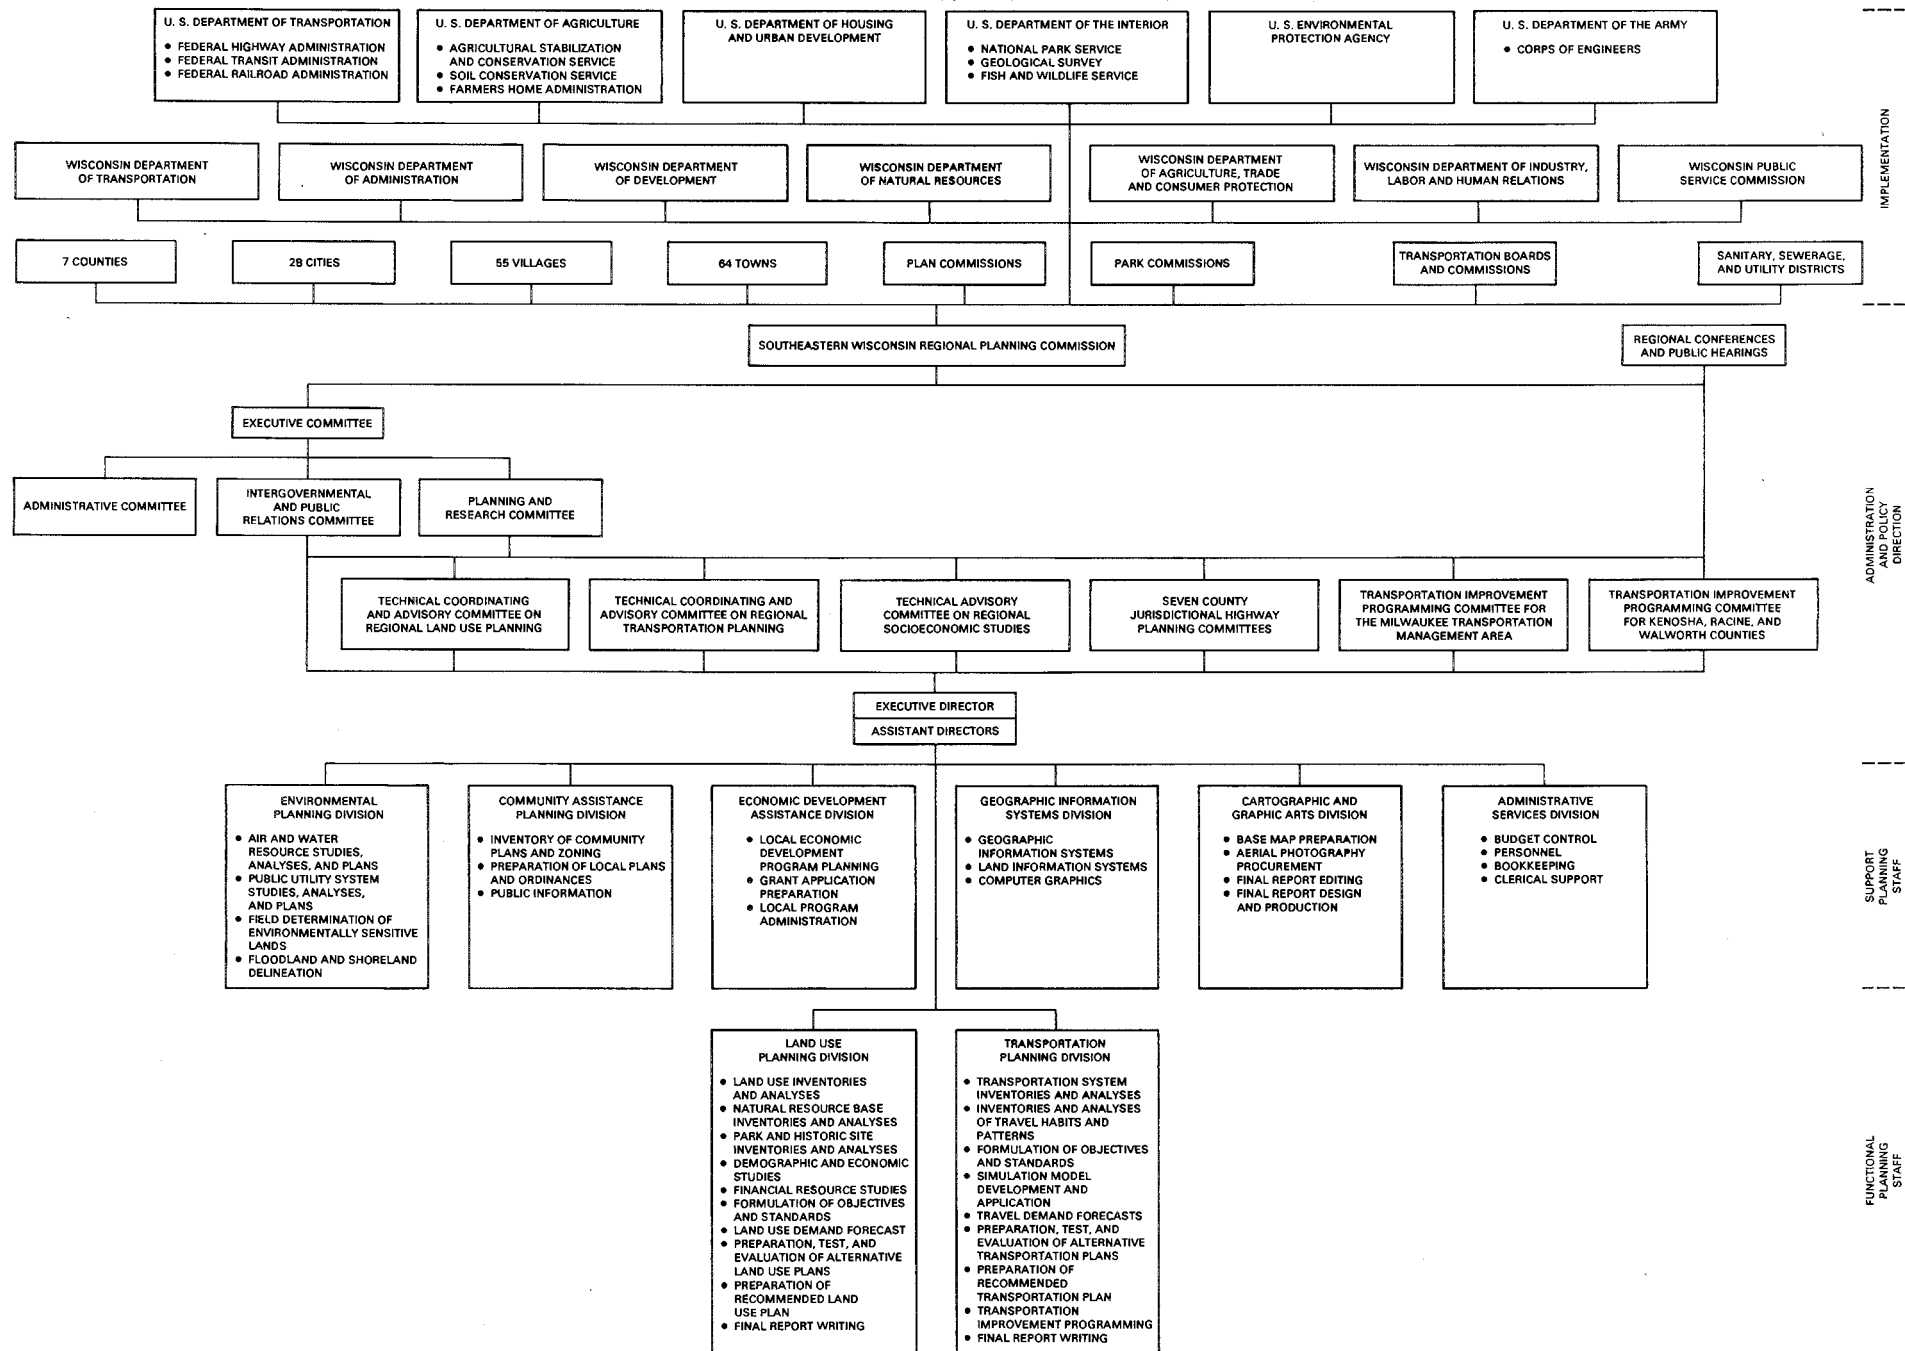 U. S. DEPARTMENT OF TRANSPORTATION
• FEDERAL HIGHWAY ADMINISTRATION
• FEDERAL TRANSIT ADMINISTRATION
• FEDERAL RAILROAD ADMINISTRATION
U. S. DEPARTMENT OF AGRICULTURE
• AGRICULTURAL STABILIZATION
AND CONSERVATION SERVICE
• SOIL CONSERVATION SERVICE
• FARMERS HOME ADMINISTRATION
U. S. DEPARTMENT OF HOUSING
AND URBAN DEVELOPMENT
U. S. DEPARTMENT OF THE INTERIOR
• NATIONAL PARK SERVICE
• GEOLOGICAL SURVEY
• FISH AND WILDLIFE SERVICE
U. S. ENVIRONMENTAL
PROTECTION AGENCY
U. S. DEPARTMENT OF THE ARMY
• CORPS OF ENGINEERS
IMPLEMENTATION
WISCONSIN DEPARTMENT
OF TRANSPORTATION
WISCONSIN DEPARTMENT
OF ADMINISTRATION
WISCONSIN DEPARTMENT
OF DEVELOPMENT
WISCONSIN DEPARTMENT
OF NATURAL RESOURCES
WISCONSIN DEPARTMENT
OF AGRICULTURE, TRADE
AND CONSUMER PROTECTION
WISCONSIN DEPARTMENT OF INDUSTRY,
LABOR AND HUMAN RELATIONS
WISCONSIN PUBLIC
SERVICE COMMISSION
7 COUNTIES
28 CITIES
55 VILLAGES
64 TOWNS
PLAN COMMISSIONS
PARK COMMISSIONS
TRANSPORTATION BOARDS
AND COMMISSIONS
SANITARY, SEWERAGE,
AND UTILITY DISTRICTS
SOUTHEASTERN WISCONSIN REGIONAL PLANNING COMMISSION
REGIONAL CONFERENCES
AND PUBLIC HEARINGS
EXECUTIVE COMMITTEE
ADMINISTRATIVE COMMITTEE
INTERGOVERNMENTAL
AND PUBLIC
RELATIONS COMMITTEE
PLANNING AND
RESEARCH COMMITTEE
ADMINISTRATION
AND POLICY
DIRECTION
TECHNICAL COORDINATING
AND ADVISORY COMMITTEE ON
REGIONAL LAND USE PLANNING
TECHNICAL COORDINATING AND
ADVISORY COMMITTEE ON REGIONAL
TRANSPORTATION PLANNING
TECHNICAL ADVISORY
COMMITTEE ON REGIONAL
SOCIOECONOMIC STUDIES
SEVEN COUNTY
JURISDICTIONAL HIGHWAY
PLANNING COMMITTEES
TRANSPORTATION IMPROVEMENT
PROGRAMMING COMMITTEE FOR
THE MILWAUKEE TRANSPORTATION
MANAGEMENT AREA
TRANSPORTATION IMPROVEMENT
PROGRAMMING COMMITTEE
FOR KENOSHA, RACINE, AND
WALWORTH COUNTIES
EXECUTIVE DIRECTOR
ASSISTANT DIRECTORS
ENVIRONMENTAL
PLANNING DIVISION
• AIR AND WATER
RESOURCE STUDIES,
ANALYSES, AND PLANS
• PUBLIC UTILITY SYSTEM
STUDIES, ANALYSES,
AND PLANS
• FIELD DETERMINATION OF
ENVIRONMENTALLY SENSITIVE
LANDS
• FLOODLAND AND SHORELAND
DELINEATION
COMMUNITY ASSISTANCE
PLANNING DIVISION
• INVENTORY OF COMMUNITY
PLANS AND ZONING
• PREPARATION OF LOCAL PLANS
AND ORDINANCES
• PUBLIC INFORMATION
ECONOMIC DEVELOPMENT
ASSISTANCE DIVISION
• LOCAL ECONOMIC
DEVELOPMENT
PROGRAM PLANNING
• GRANT APPLICATION
PREPARATION
• LOCAL PROGRAM
ADMINISTRATION
GEOGRAPHIC INFORMATION
SYSTEMS DIVISION
• GEOGRAPHIC
INFORMATION SYSTEMS
• LAND INFORMATION SYSTEMS
• COMPUTER GRAPHICS
CARTOGRAPHIC AND
GRAPHIC ARTS DIVISION
• BASE MAP PREPARATION
• AERIAL PHOTOGRAPHY
PROCUREMENT
• FINAL REPORT EDITING
• FINAL REPORT DESIGN
AND PRODUCTION
ADMINISTRATIVE
SERVICES DIVISION
• BUDGET CONTROL
• PERSONNEL
• BOOKKEEPING
• CLERICAL SUPPORT
SUPPORT
PLANNING
STAFF
LAND USE
PLANNING DIVISION
• LAND USE INVENTORIES
AND ANALYSES
• NATURAL RESOURCE BASE
INVENTORIES AND ANALYSES
• PARK AND HISTORIC SITE
INVENTORIES AND ANALYSES
• DEMOGRAPHIC AND ECONOMIC
STUDIES
• FINANCIAL RESOURCE STUDIES
• FORMULATION OF OBJECTIVES
AND STANDARDS
• LAND USE DEMAND FORECAST
• PREPARATION, TEST, AND
EVALUATION OF ALTERNATIVE
LAND USE PLANS
• PREPARATION OF
RECOMMENDED LAND
USE PLAN
• FINAL REPORT WRITING
TRANSPORTATION
PLANNING DIVISION
• TRANSPORTATION SYSTEM
INVENTORIES AND ANALYSES
• INVENTORIES AND ANALYSES
OF TRAVEL HABITS AND
PATTERNS
• FORMULATION OF OBJECTIVES
AND STANDARDS
• SIMULATION MODEL
DEVELOPMENT AND
APPLICATION
• TRAVEL DEMAND FORECASTS
• PREPARATION, TEST, AND
EVALUATION OF ALTERNATIVE
TRANSPORTATION PLANS
• PREPARATION OF
RECOMMENDED
TRANSPORTATION PLAN
• TRANSPORTATION
IMPROVEMENT PROGRAMMING
• FINAL REPORT WRITING
FUNCTIONAL
PLANNING
STAFF